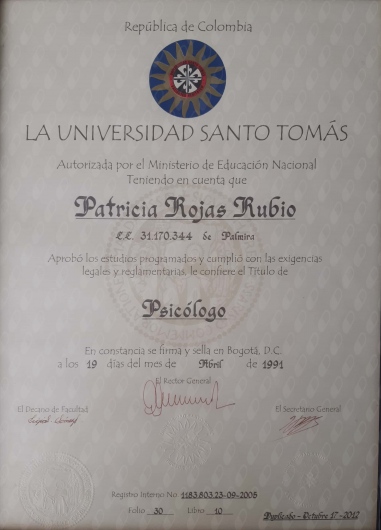 República de Colombia
LA UNIVERSIDAD SANTO TOMÁS
Autorizada por el Ministerio de Educación Nacional
Teniendo en cuenta que
Patricia Rojas Rubio
C.C. 31.170.344 de Palmira
Aprobó los estudios programados y cumplió con las exigencias
legales y reglamentarias, le confiere el Título de
Psicólogo
En constancia se firma y sella en Bogotá, D.C.
a los 19 días del mes de Abril de 1991
El Rector General
El Decano de Facultad
El Secretario General
Registro Interno No. 1183.803.23-09-2008
Folio 30 Libro 10
Duplicado - Octubre 17 - 2012